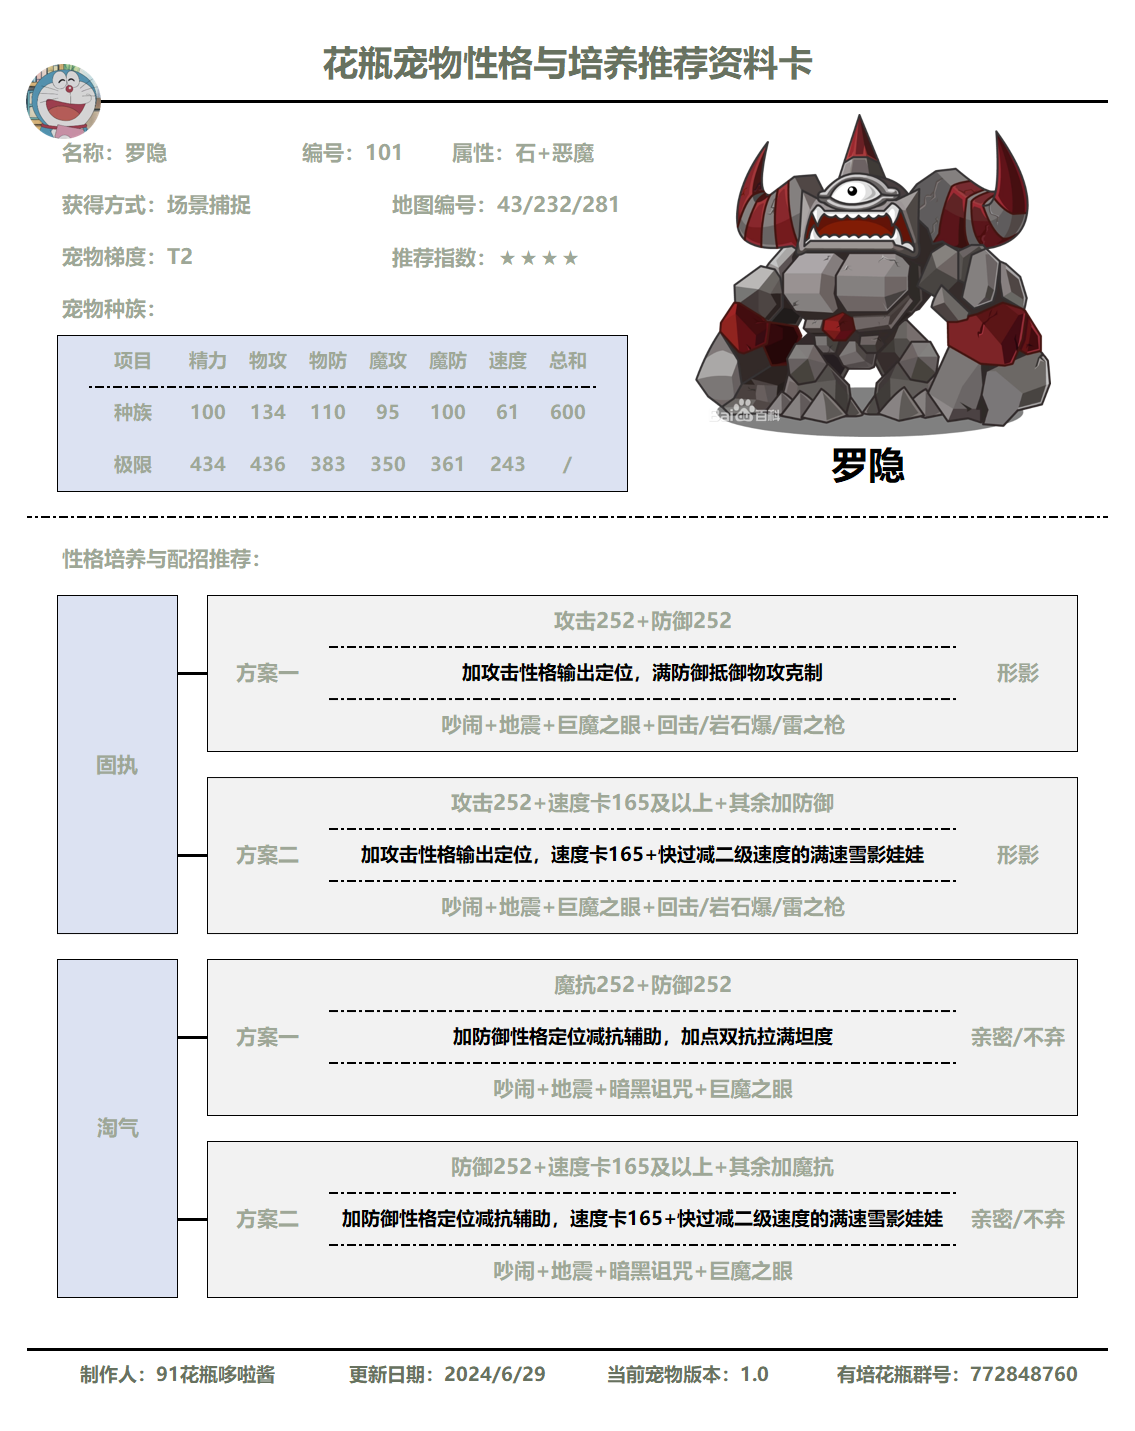 花瓶宠物性格与培养推荐资料卡
名称：罗隐 编号：101 属性：石+恶魔
获得方式：场景捕捉 地图编号：43/232/281
宠物梯度：T2 推荐指数：★★★★
宠物种族：
项目 精力 物攻 物防 魔攻 魔防 速度 总和
种族 100 134 110 95 100 61 600
极限 434 436 383 350 361 243 /
Baidu百科
罗隐
性格培养与配招推荐：
固执
方案一
攻击252+防御252
加攻击性格输出定位，满防御抵御物攻克制
吵闹+地震+巨魔之眼+回击/岩石爆/雷之枪
形影
方案二
攻击252+速度卡165及以上+其余加防御
加攻击性格输出定位，速度卡165+快过减二级速度的满速雪影娃娃
吵闹+地震+巨魔之眼+回击/岩石爆/雷之枪
形影
淘气
方案一
魔抗252+防御252
加防御性格定位减抗辅助，加点双抗拉满坦度
吵闹+地震+暗黑诅咒+巨魔之眼
亲密/不弃
方案二
防御252+速度卡165及以上+其余加魔抗
加防御性格定位减抗辅助，速度卡165+快过减二级速度的满速雪影娃娃
吵闹+地震+暗黑诅咒+巨魔之眼
亲密/不弃
制作人：91花瓶哆啦酱 更新日期：2024/6/29 当前宠物版本：1.0 有培花瓶群号：772848760